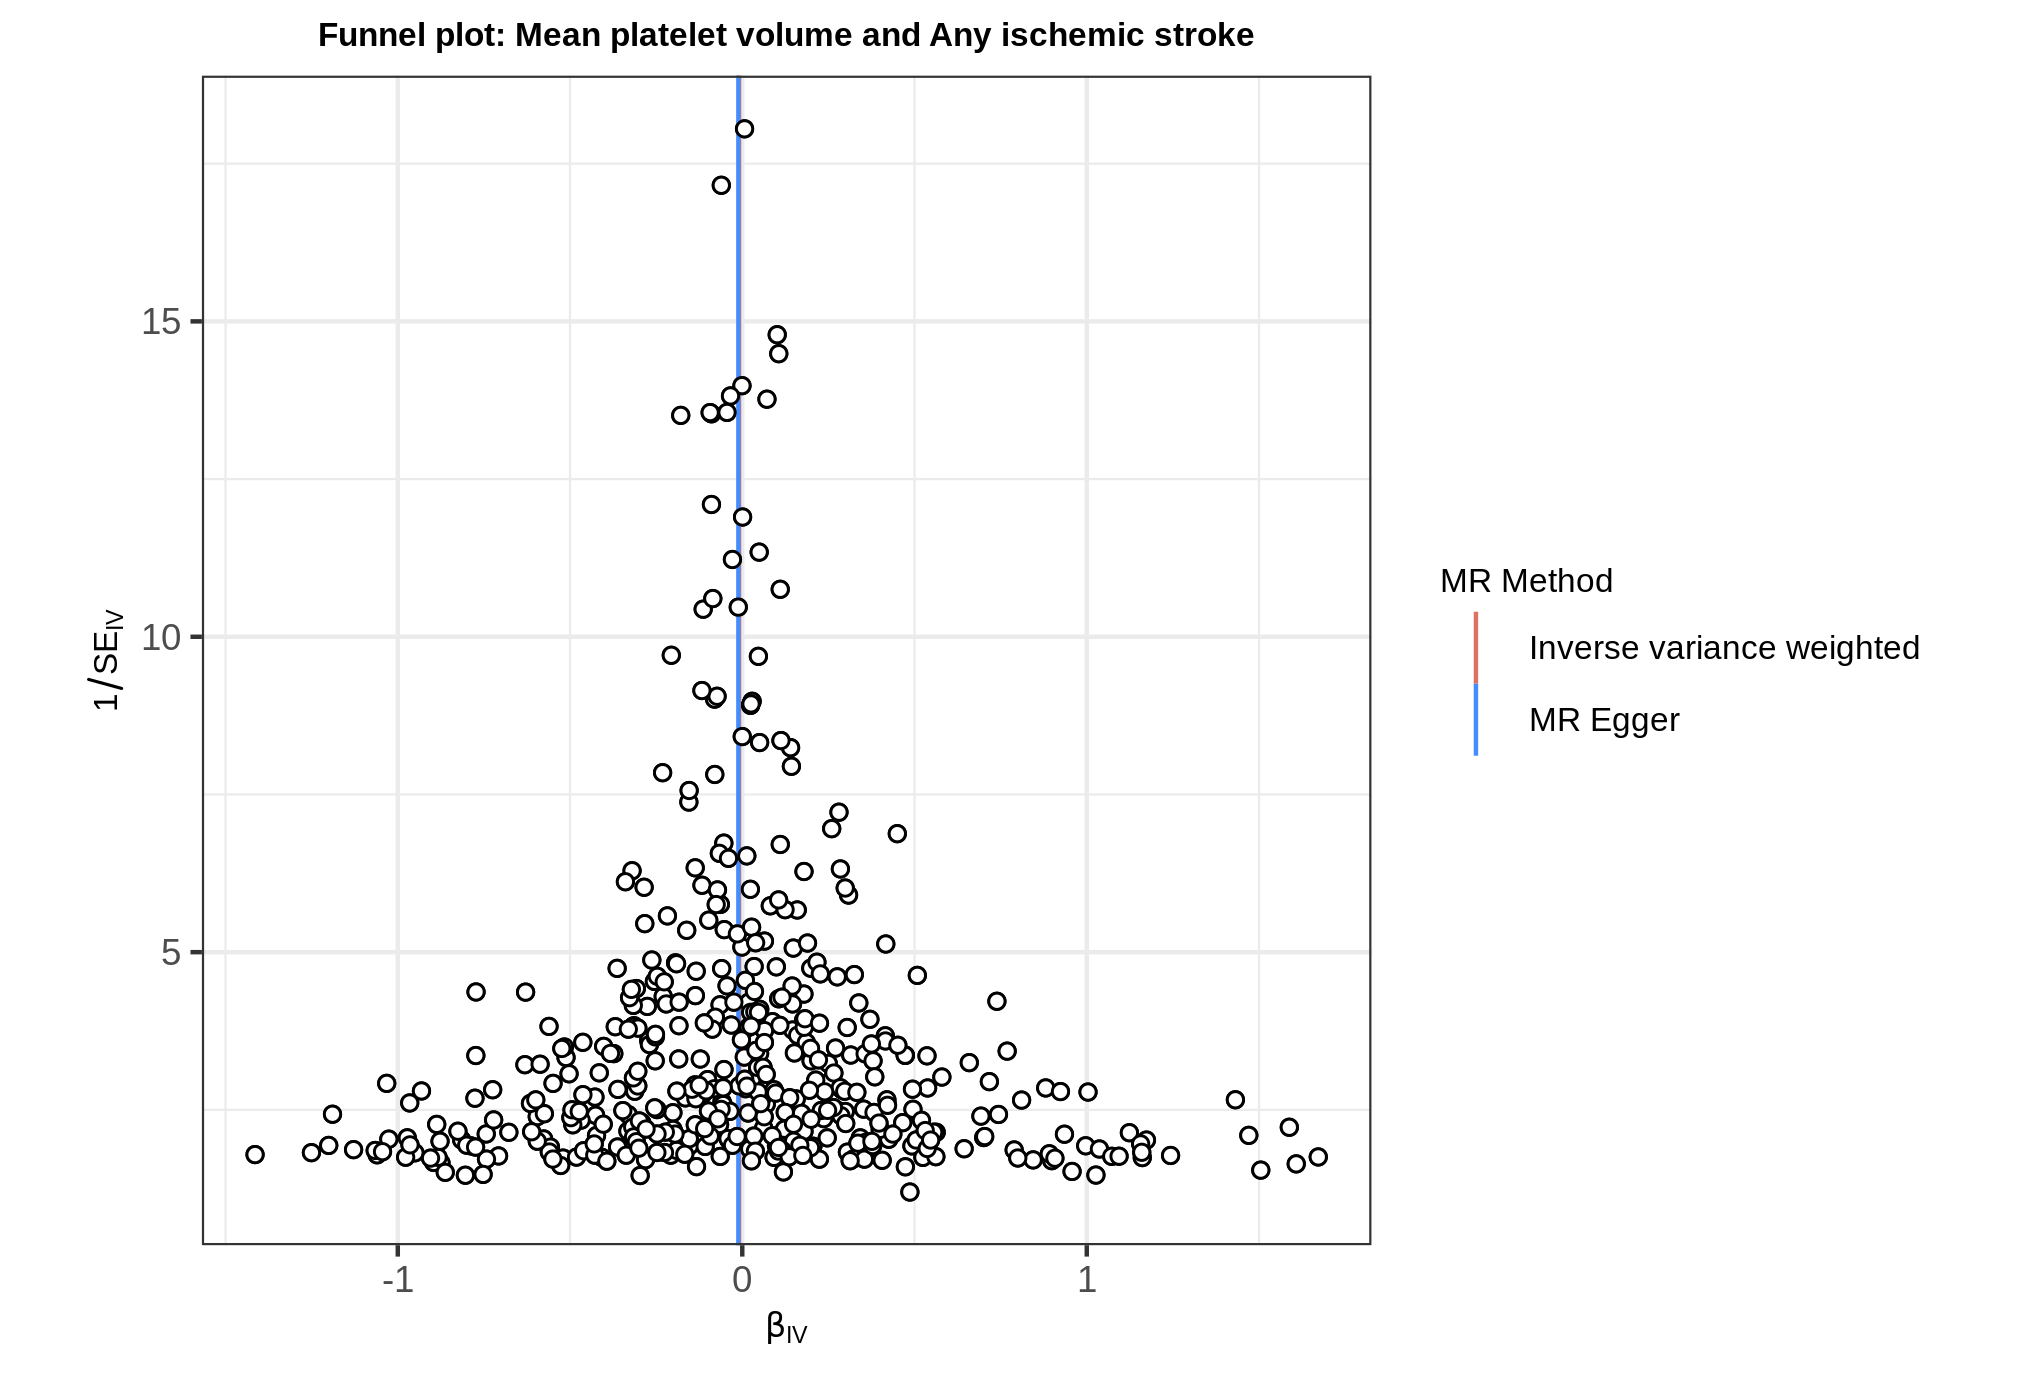 Funnel plot: Mean platelet volume and Any ischemic stroke
15
10
5
1/SE_IV
-1
0
1
β_IV
MR Method
Inverse variance weighted
MR Egger